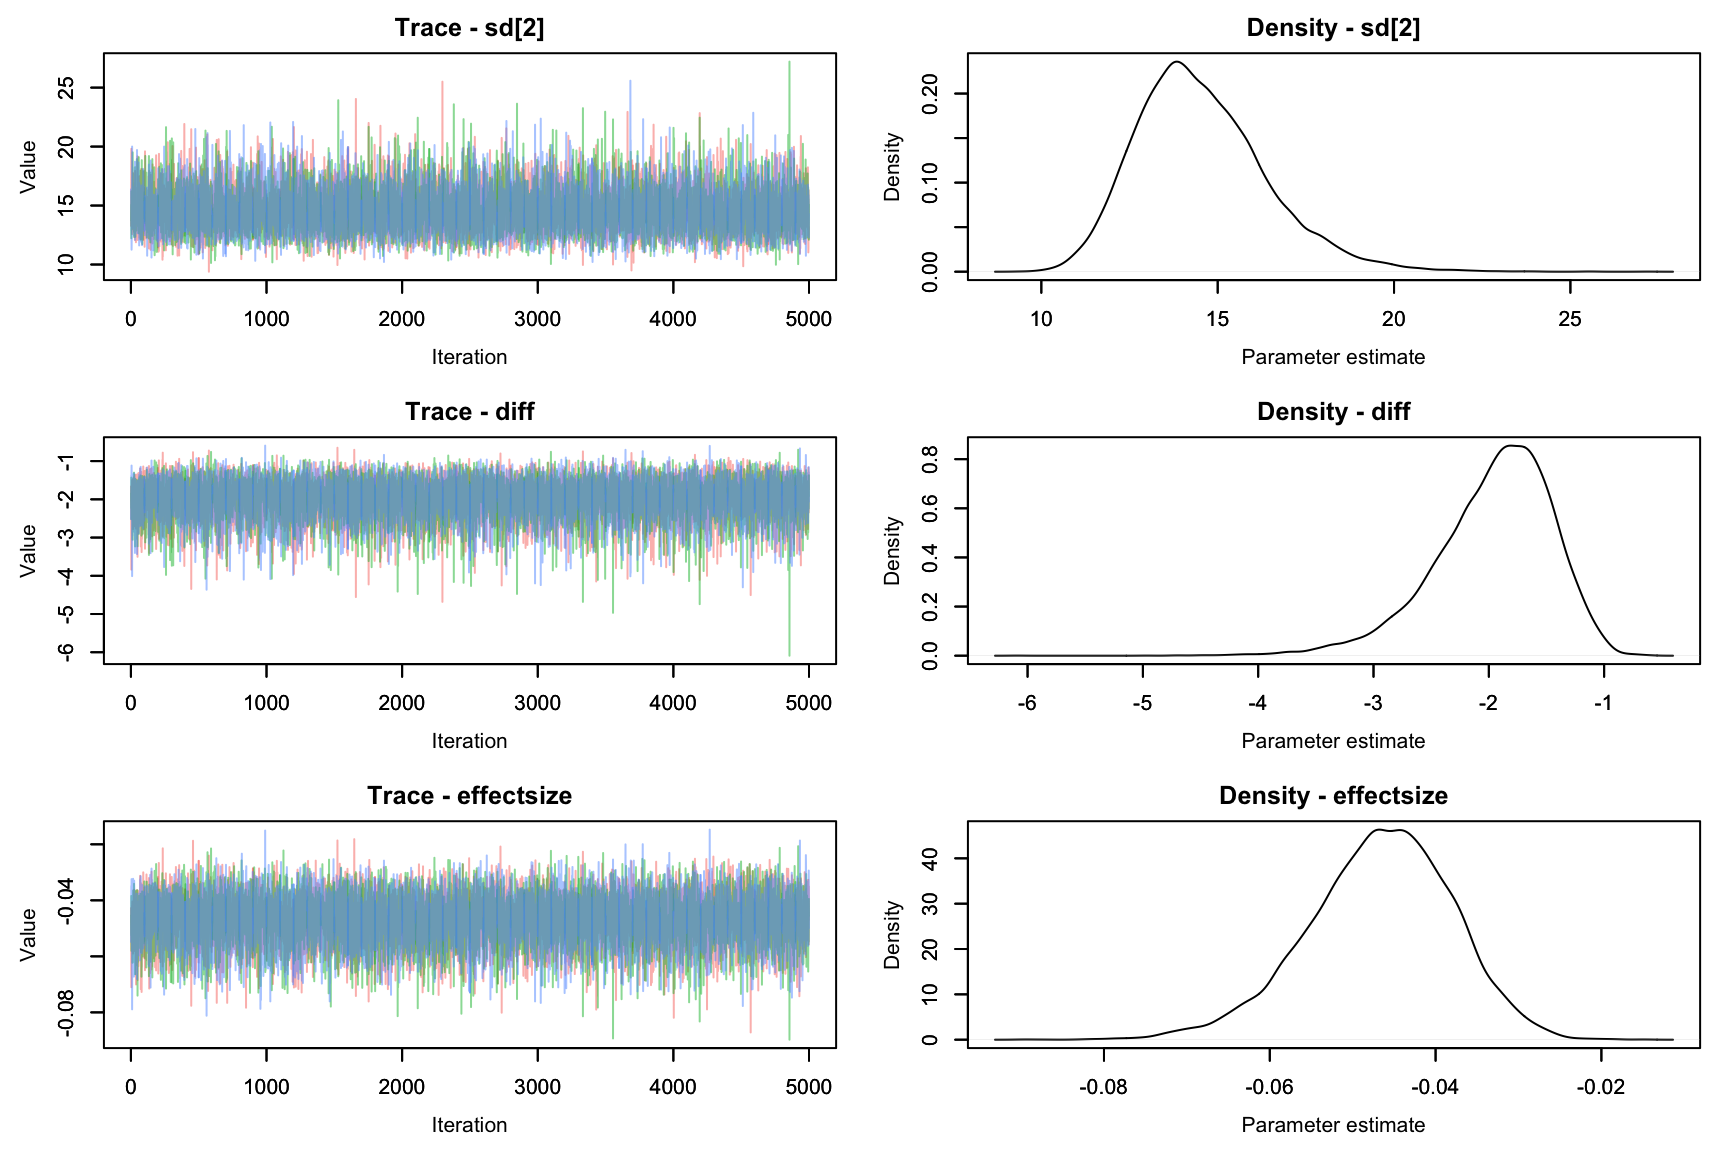 Trace - sd[2]
Value
10 15 20 25
0 1000 2000 3000 4000 5000
Iteration
Density - sd[2]
Density
0.00 0.10 0.20
10 15 20 25
Parameter estimate
Trace - diff
Value
-6 -5 -4 -3 -2 -1
0 1000 2000 3000 4000 5000
Iteration
Density - diff
Density
0.0 0.2 0.4 0.6 0.8
-6 -5 -4 -3 -2 -1
Parameter estimate
Trace - effectsize
Value
-0.08 -0.04
0 1000 2000 3000 4000 5000
Iteration
Density - effectsize
Density
0 10 20 30 40
-0.08 -0.06 -0.04 -0.02
Parameter estimate